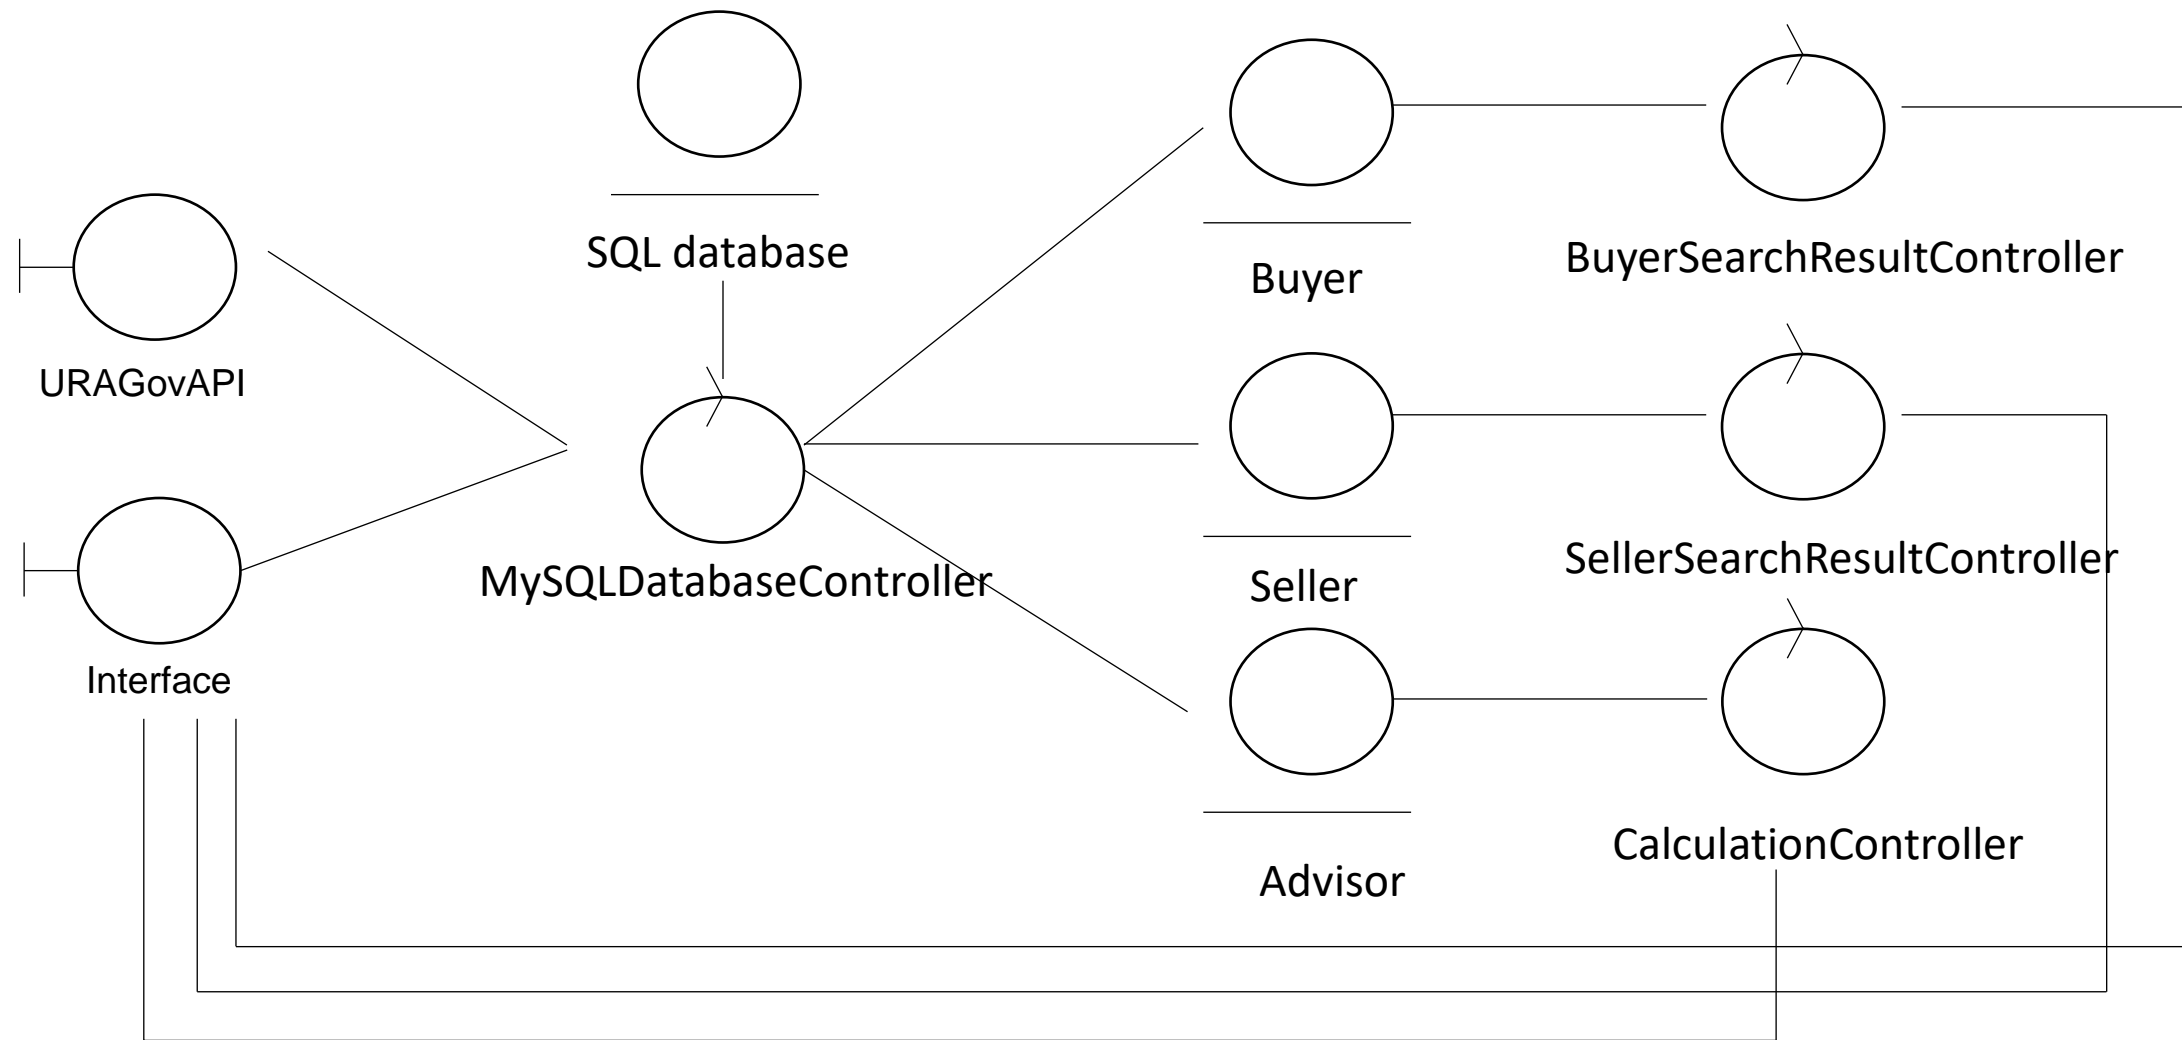 SQL database
Buyer
BuyerSearchResultController
URAGovAPI
MySQLDatabaseController
Seller
SellerSearchResultController
Interface
Advisor
CalculationController